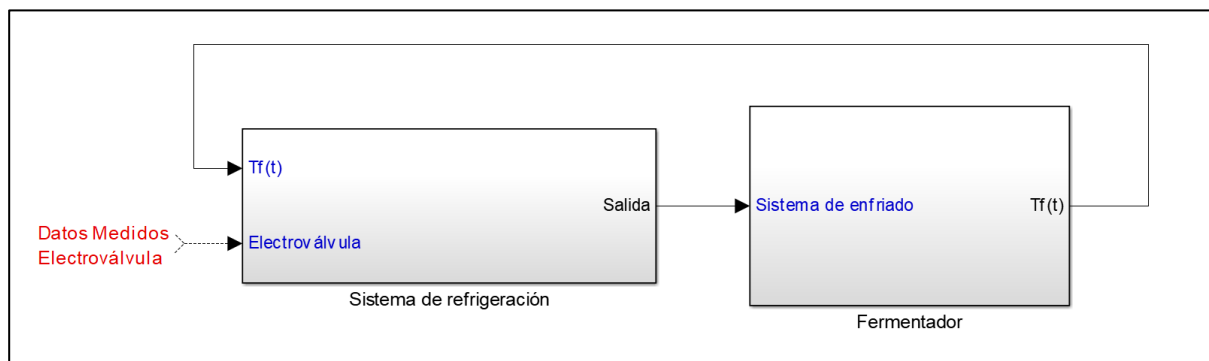 Tf(t)
Salida
Sistema de enfriado
Tf(t)
Datos Medidos
Electroválvula
Electroválvula
Sistema de refrigeración
Fermentador